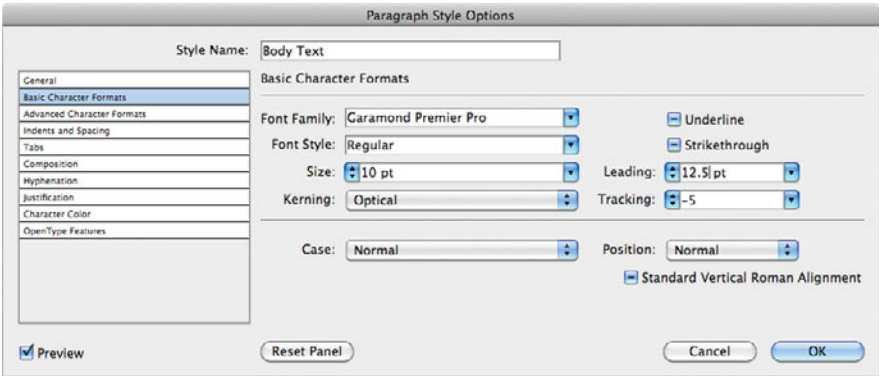 Paragraph Style Options
Style Name: Body Text
General
Basic Character Formats
Advanced Character Formats
Indents and Spacing
Tabs
Composition
Hyphenation
Justification
Character Color
OpenType Features
Basic Character Formats
Font Family: Garamond Premier Pro
Underline
Font Style: Regular
Strikethrough
Size: 10 pt
Leading: 12.5 pt
Kerning: Optical
Tracking: -5
Case: Normal
Position: Normal
Standard Vertical Roman Alignment
Preview
Reset Panel
Cancel
OK